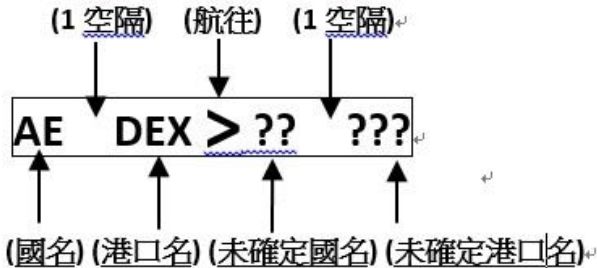 (1 空隔) (航往) (1 空隔)
AE DEX > ?? ???
(國名) (港口名) (未確定國名) (未確定港口名)